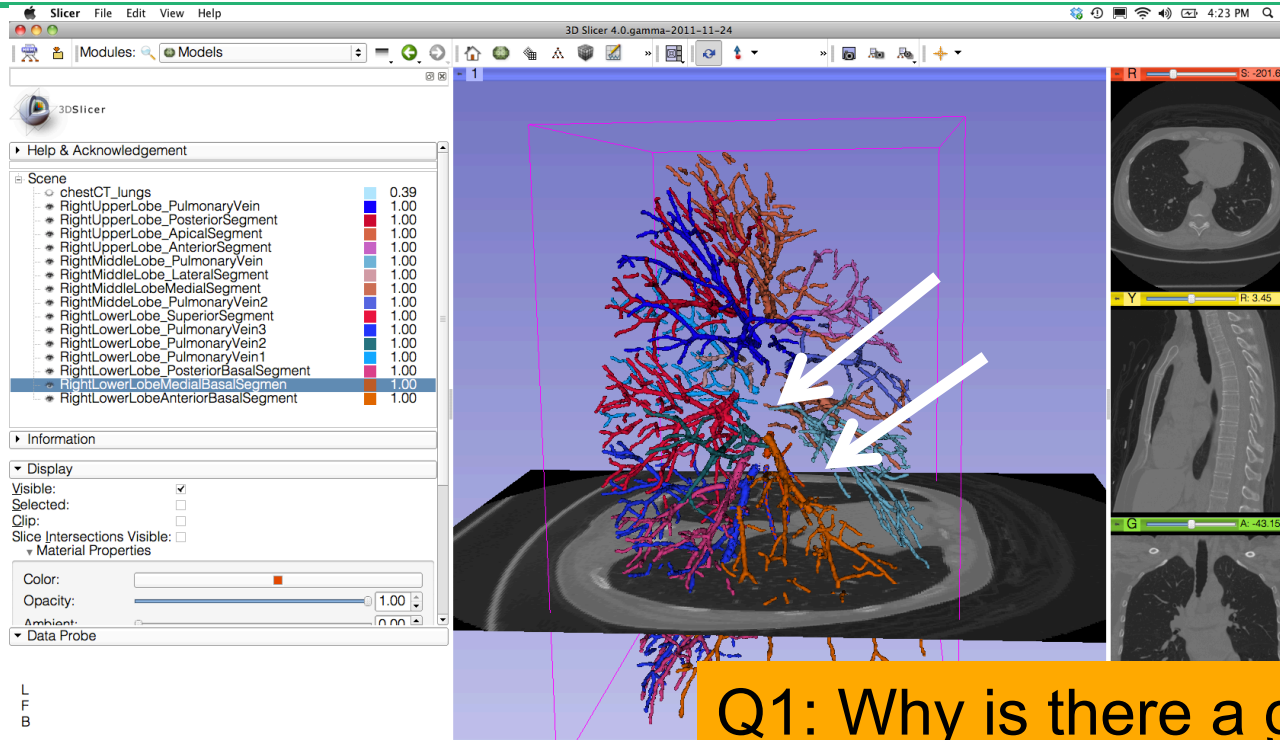 Slicer File Edit View Help 4:23 PM
3D Slicer 4.0.gamma-2011-11-24
Modules: Models » »
3DSlicer
Help & Acknowledgement
Scene
chestCT_lungs 0.39
RightUpperLobe_PulmonaryVein 1.00
RightUpperLobe_PosteriorSegment 1.00
RightUpperLobe_ApicalSegment 1.00
RightUpperLobe_AnteriorSegment 1.00
RightMiddleLobe_PulmonaryVein 1.00
RightMiddleLobe_LateralSegment 1.00
RightMiddleLobeMedialSegment 1.00
RightMiddeLobe_PulmonaryVein2 1.00
RightLowerLobe_SuperiorSegment 1.00
RightLowerLobe_PulmonaryVein3 1.00
RightLowerLobe_PulmonaryVein2 1.00
RightLowerLobe_PulmonaryVein1 1.00
RightLowerLobe_PosteriorBasalSegment 1.00
RightLowerLobeMedialBasalSegmen 1.00
RightLowerLobeAnteriorBasalSegment 1.00
Information
Display
Visible:
Selected:
Clip:
Slice Intersections Visible:
Material Properties
Color:
Opacity: 1.00
Ambient: 0.00
Data Probe
L
F
B
1
R S: -201.6
Y R: 3.45
G A: -43.15
Q1: Why is there a g